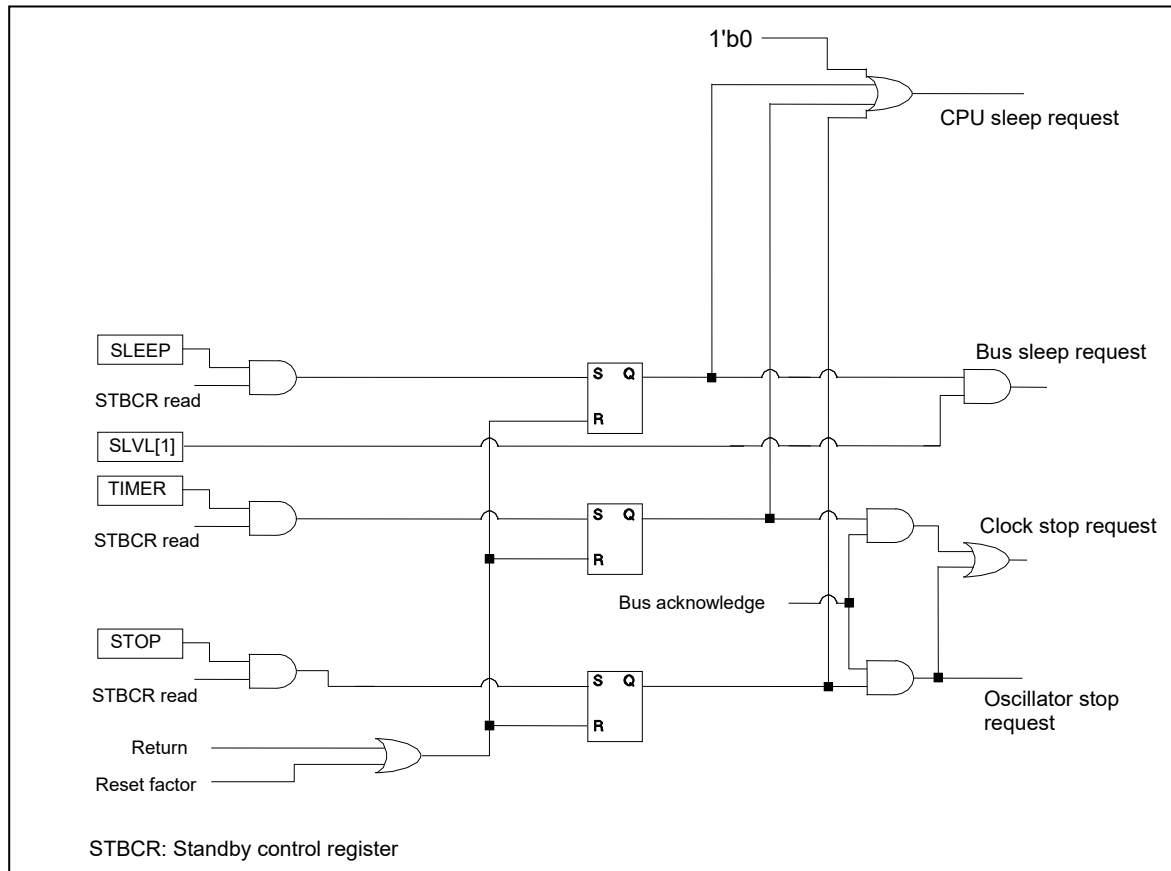 1'b0
CPU sleep request
SLEEP
STBCR read
S Q
R
Bus sleep request
SLVL[1]
TIMER
STBCR read
S Q
R
Clock stop request
Bus acknowledge
STOP
STBCR read
S Q
R
Oscillator stop
request
Return
Reset factor
STBCR: Standby control register